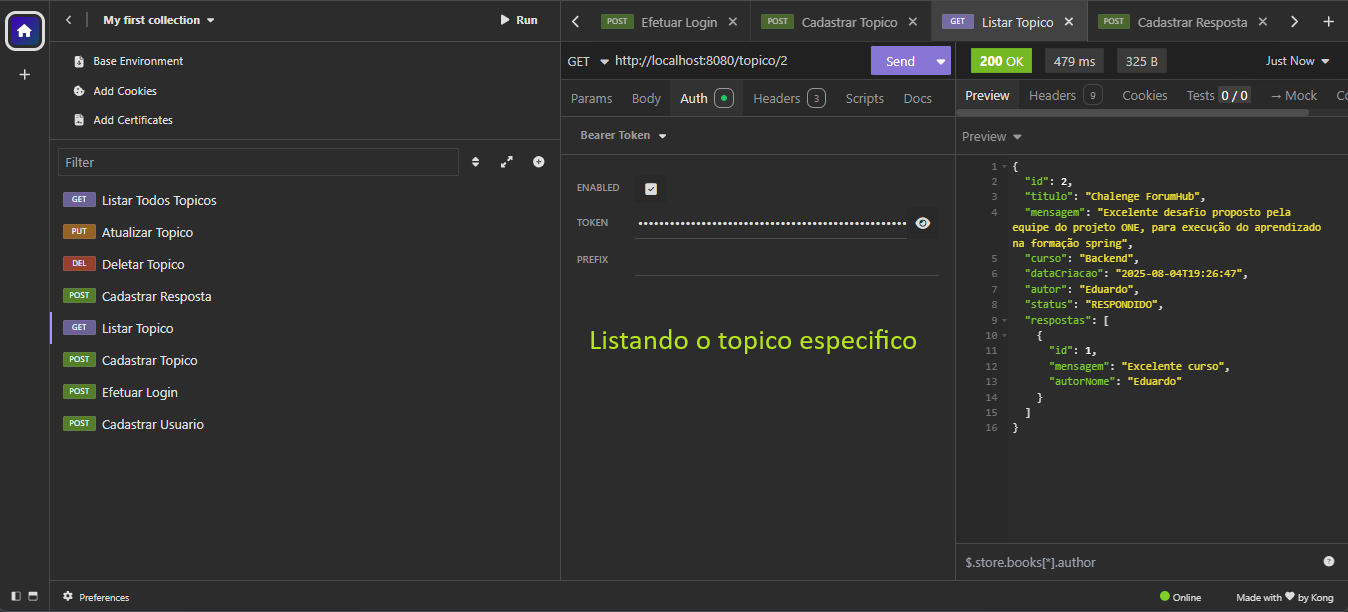 My first collection
Run
Base Environment
Add Cookies
Add Certificates
Filter
GET Listar Todos Topicos
PUT Atualizar Topico
DEL Deletar Topico
POST Cadastrar Resposta
GET Listar Topico
POST Cadastrar Topico
POST Efetuar Login
POST Cadastrar Usuario
POST Efetuar Login
POST Cadastrar Topico
GET Listar Topico
POST Cadastrar Resposta
GET http://localhost:8080/topico/2 Send
Params Body Auth Headers 3 Scripts Docs
Bearer Token
ENABLED
TOKEN ••••••••••••••••••••••••••••••••••••••••••••
PREFIX
Listando o topico especifico
200 OK 479 ms 325 B Just Now
Preview Headers 9 Cookies Tests 0 / 0 → Mock Co
Preview
1 {
2 "id": 2,
3 "titulo": "Chalenge ForumHub",
4 "mensagem": "Excelente desafio proposto pela
equipe do projeto ONE, para execução do aprendizado
na formação spring",
5 "curso": "Backend",
6 "dataCriacao": "2025-08-04T19:26:47",
7 "autor": "Eduardo",
8 "status": "RESPONDIDO",
9 "respostas": [
10 {
11 "id": 1,
12 "mensagem": "Excelente curso",
13 "autorNome": "Eduardo"
14 }
15 ]
16 }
$.store.books[*].author
Preferences
Online
Made with ♥ by Kong